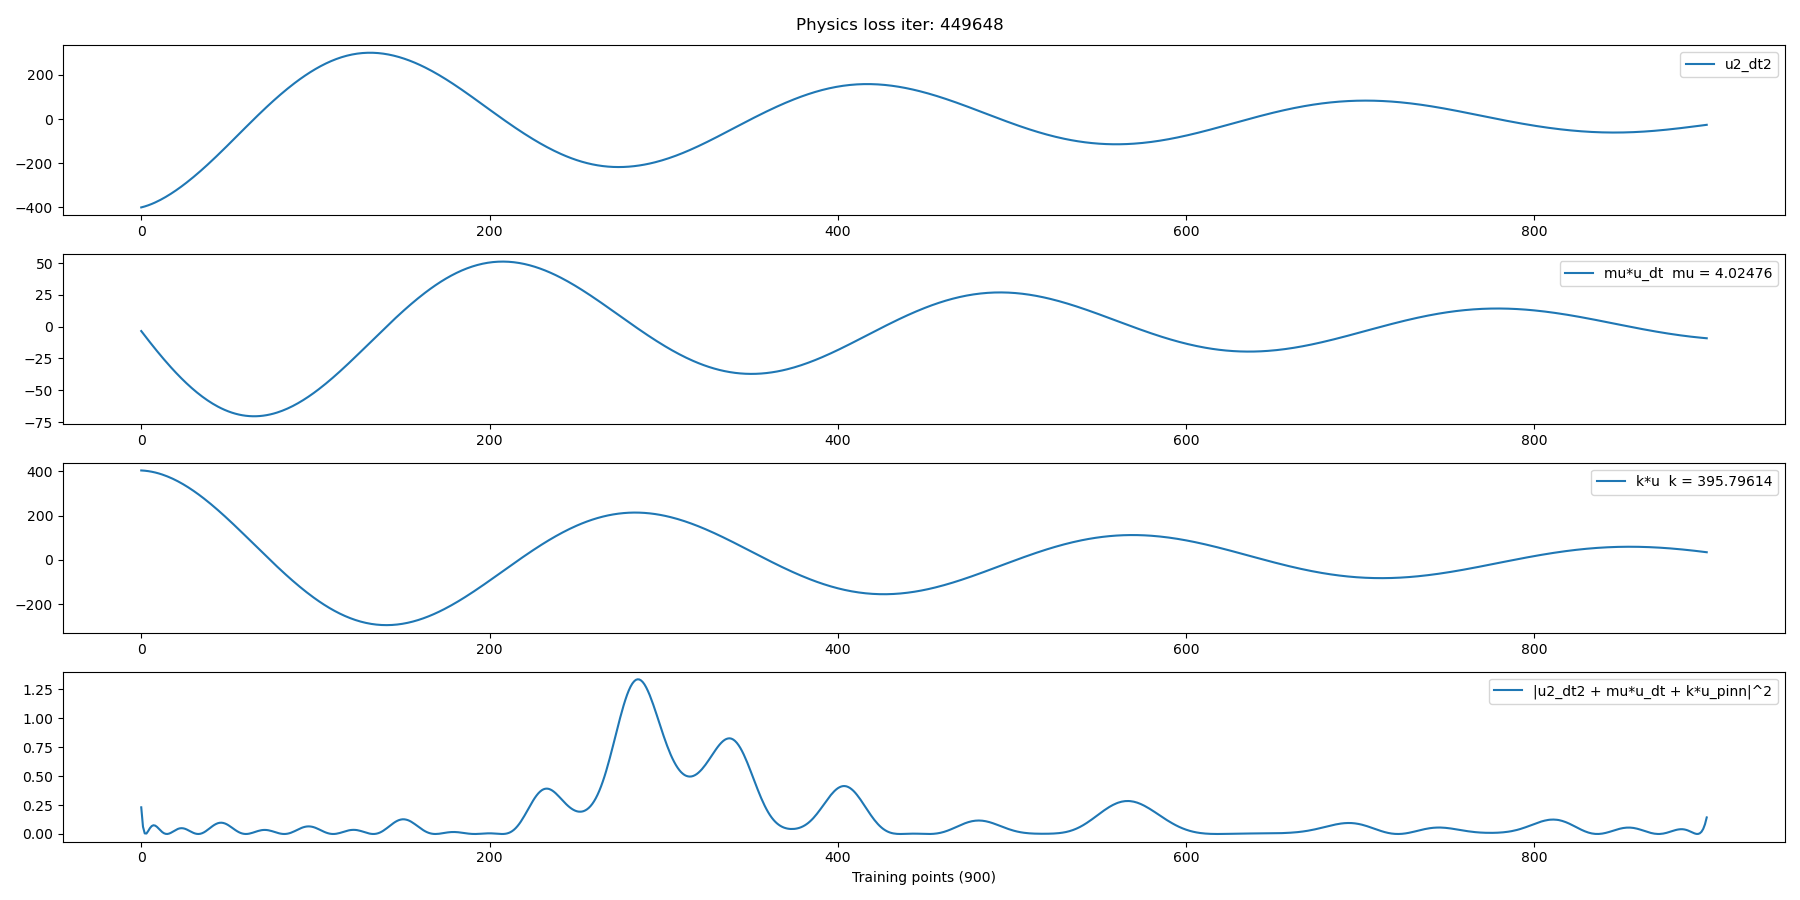 Physics loss iter: 449648
u2_dt2
200
0
−200
−400
0 200 400 600 800
mu*u_dt mu = 4.02476
50
25
0
−25
−50
−75
0 200 400 600 800
k*u k = 395.79614
400
200
0
−200
0 200 400 600 800
|u2_dt2 + mu*u_dt + k*u_pinn|^2
1.25
1.00
0.75
0.50
0.25
0.00
0 200 400 600 800
Training points (900)